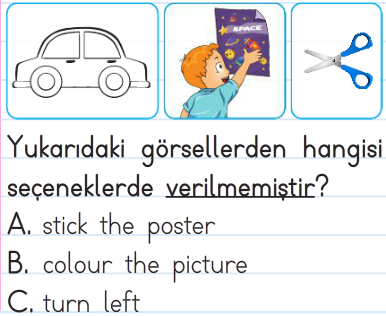 SPACE
Yukarıdaki görsellerden hangisi
seçeneklerde verilmemiştir?
A. stick the poster
B. colour the picture
C. turn left